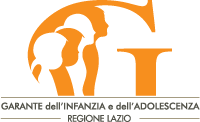 G
GARANTE dell'INFANZIA e dell'ADOLESCENZA
REGIONE LAZIO